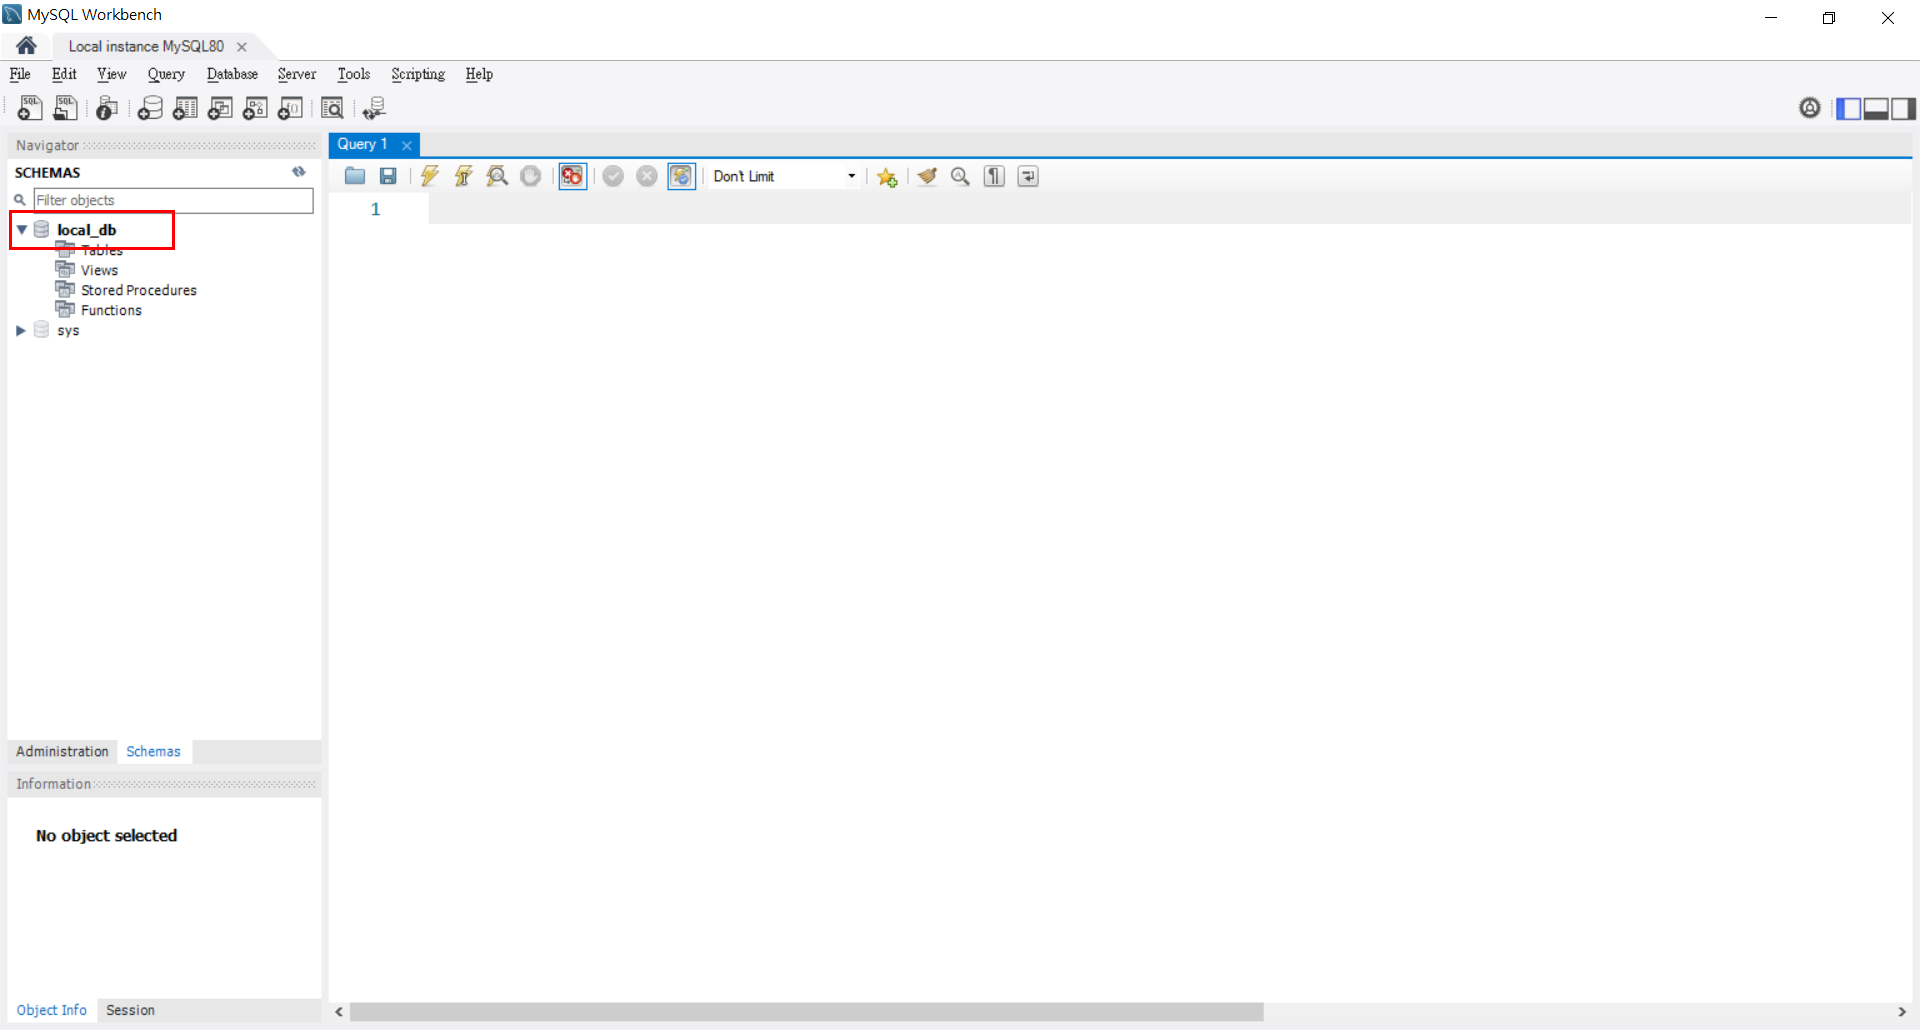 MySQL Workbench
Local instance MySQL80
File Edit View Query Database Server Tools Scripting Help
Navigator
SCHEMAS
Filter objects
local_db
Tables
Views
Stored Procedures
Functions
sys
Administration Schemas
Information
No object selected
Object Info Session
Query 1
Don't Limit
1